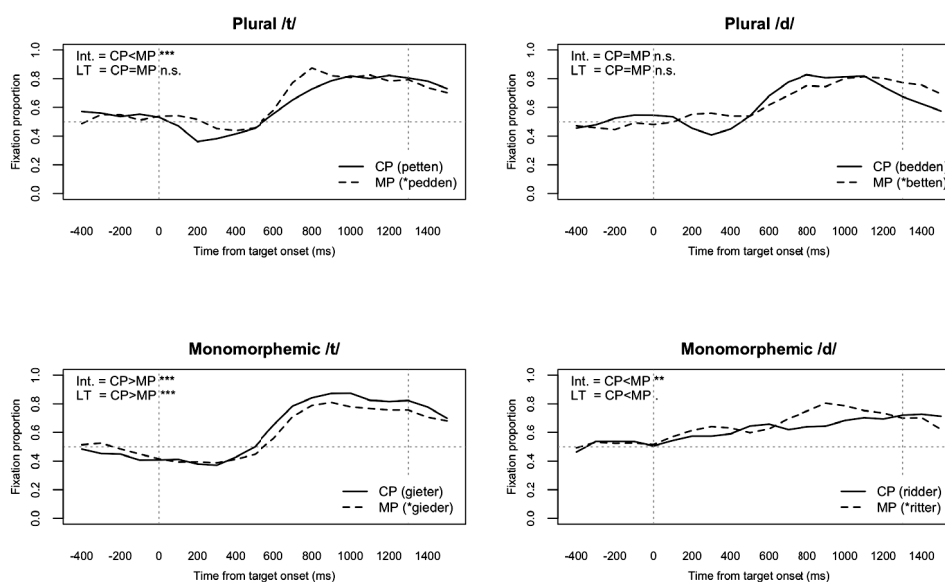 Plural /t/
Int. = CP<MP ***
LT = CP=MP n.s.
Fixation proportion
0.0 0.2 0.4 0.6 0.8 1.0
CP (petten)
MP (*pedden)
-400 -200 0 200 400 600 800 1000 1200 1400
Time from target onset (ms)
Plural /d/
Int. = CP=MP n.s.
LT = CP=MP n.s.
Fixation proportion
0.0 0.2 0.4 0.6 0.8 1.0
CP (bedden)
MP (*betten)
-400 -200 0 200 400 600 800 1000 1200 1400
Time from target onset (ms)
Monomorphemic /t/
Int. = CP>MP ***
LT = CP>MP ***
Fixation proportion
0.0 0.2 0.4 0.6 0.8 1.0
CP (gieter)
MP (*gieder)
-400 -200 0 200 400 600 800 1000 1200 1400
Time from target onset (ms)
Monomorphemic /d/
Int. = CP<MP **
LT = CP<MP .
Fixation proportion
0.0 0.2 0.4 0.6 0.8 1.0
CP (ridder)
MP (*ritter)
-400 -200 0 200 400 600 800 1000 1200 1400
Time from target onset (ms)